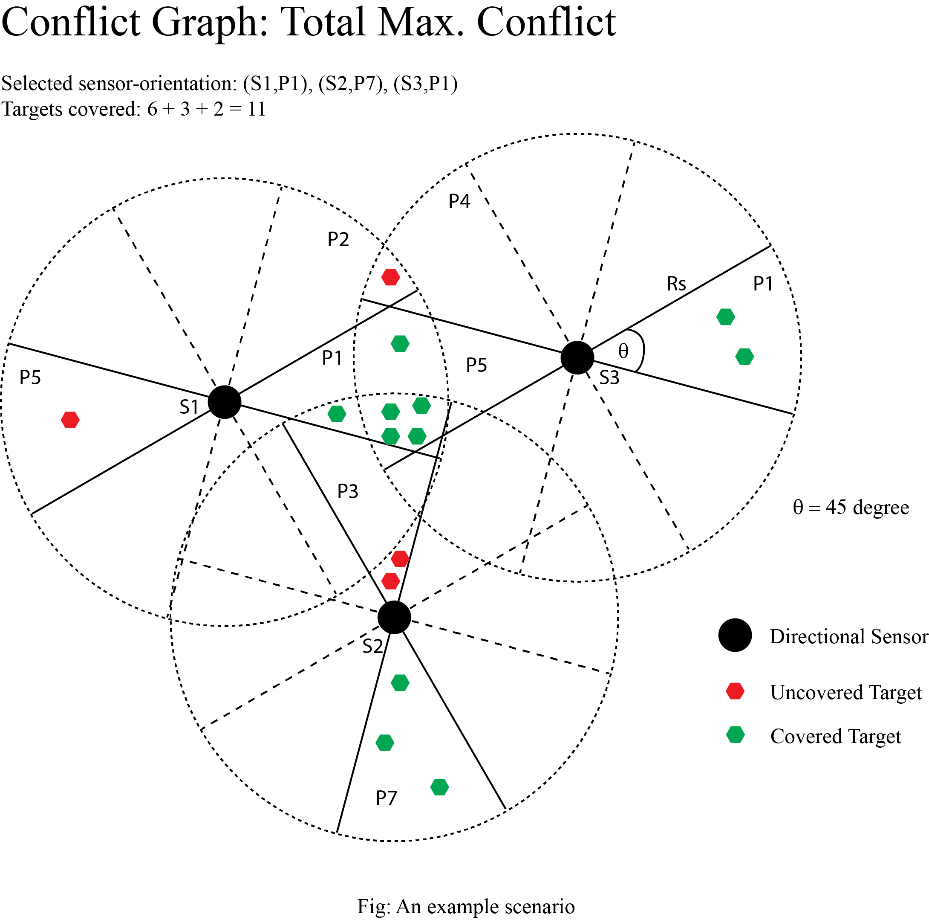 Conflict Graph: Total Max. Conflict
Selected sensor-orientation: (S1,P1), (S2,P7), (S3,P1)
Targets covered: 6 + 3 + 2 = 11
P4
P2
Rs
P1
P1
P5
θ
S3
P5
S1
P3
θ = 45 degree
S2
Directional Sensor
Uncovered Target
Covered Target
P7
Fig: An example scenario